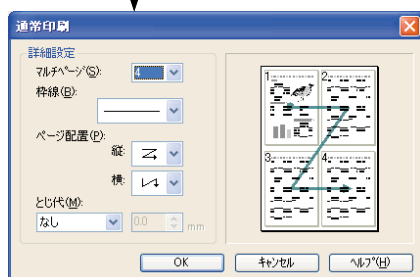 通常印刷
詳細設定
マルチページ(S):
4
枠線(B):
ページ配置(P):
縦:
横:
とじ代(M):
なし
0.0
mm
1
2
3
4
OK
キャンセル
ヘルプ(H)